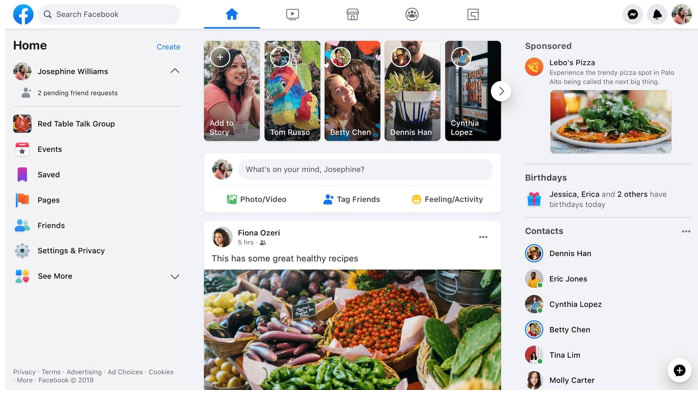 Search Facebook
Home
Create
Josephine Williams
2 pending friend requests
Red Table Talk Group
Events
Saved
Pages
Friends
Settings & Privacy
See More
Privacy · Terms · Advertising · Ad Choices · Cookies
· More · Facebook © 2019
Add to
Story
Tom Russo
Betty Chen
Dennis Han
Cynthia
Lopez
What's on your mind, Josephine?
Photo/Video
Tag Friends
Feeling/Activity
Fiona Ozeri
5 hrs ·
This has some great healthy recipes
Sponsored
Lebo's Pizza
Experience the trendy pizza spot in Palo
Alto being called the next big thing.
Birthdays
Jessica, Erica and 2 others have
birthdays today
Contacts
Dennis Han
Eric Jones
Cynthia Lopez
Betty Chen
Tina Lim
Molly Carter